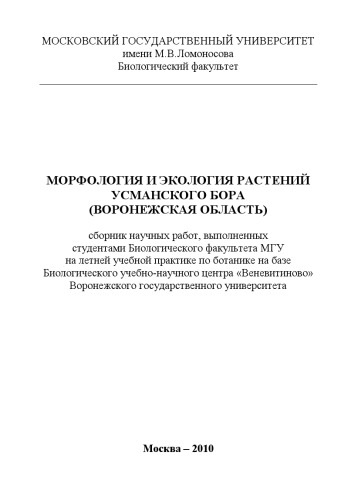 МОСКОВСКИЙ ГОСУДАРСТВЕННЫЙ УНИВЕРСИТЕТ
имени М.В.Ломоносова
Биологический факультет
МОРФОЛОГИЯ И ЭКОЛОГИЯ РАСТЕНИЙ
УСМАНСКОГО БОРА
(ВОРОНЕЖСКАЯ ОБЛАСТЬ)
сборник научных работ, выполненных
студентами Биологического факультета МГУ
на летней учебной практике по ботанике на базе
Биологического учебно-научного центра «Веневитиново»
Воронежского государственного университета
Москва – 2010